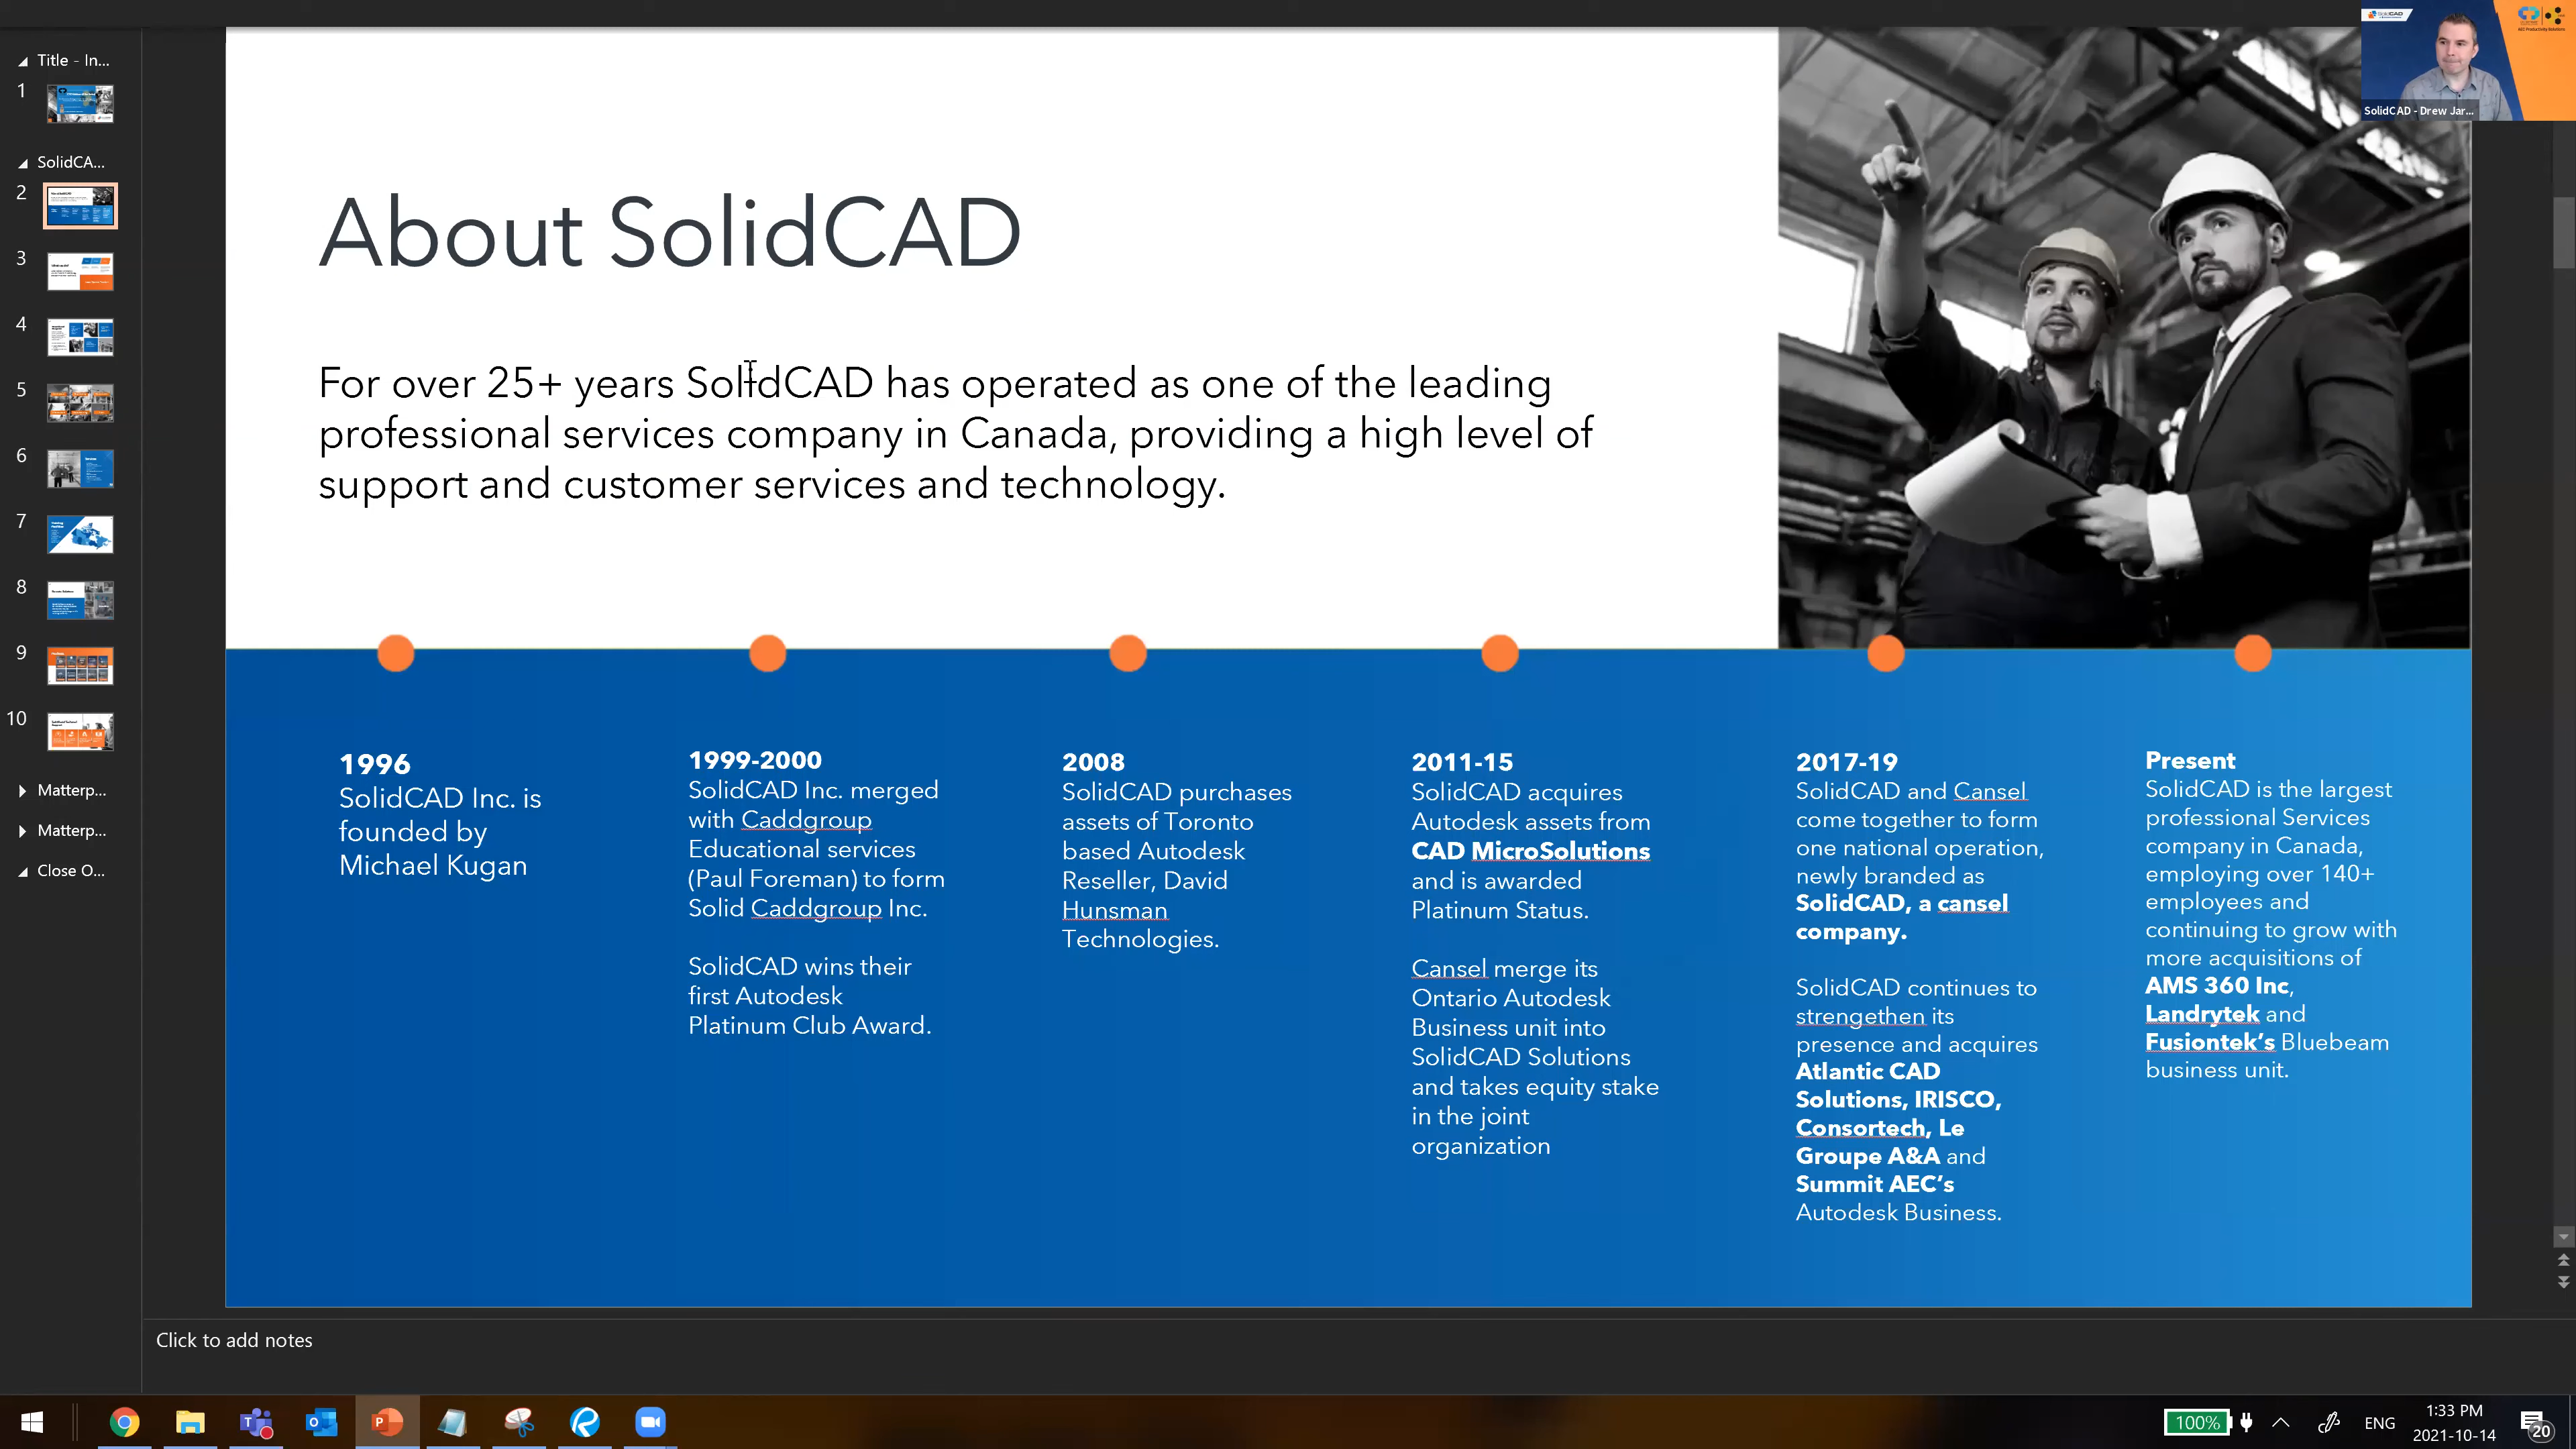 Title - In...
1
SolidCA...
2
3
4
5
6
7
8
9
10
Matterp...
Matterp...
Close O...
SolidCAD - Drew Jar...
About SolidCAD
For over 25+ years SolidCAD has operated as one of the leading
professional services company in Canada, providing a high level of
support and customer services and technology.
1996
SolidCAD Inc. is
founded by
Michael Kugan
1999-2000
SolidCAD Inc. merged
with Caddgroup
Educational services
(Paul Foreman) to form
Solid Caddgroup Inc.
SolidCAD wins their
first Autodesk
Platinum Club Award.
2008
SolidCAD purchases
assets of Toronto
based Autodesk
Reseller, David
Hunsman
Technologies.
2011-15
SolidCAD acquires
Autodesk assets from
CAD MicroSolutions
and is awarded
Platinum Status.
Cansel merge its
Ontario Autodesk
Business unit into
SolidCAD Solutions
and takes equity stake
in the joint
organization
2017-19
SolidCAD and Cansel
come together to form
one national operation,
newly branded as
SolidCAD, a cansel
company.
SolidCAD continues to
strengethen its
presence and acquires
Atlantic CAD
Solutions, IRISCO,
Consortech, Le
Groupe A&A and
Summit AEC's
Autodesk Business.
Present
SolidCAD is the largest
professional Services
company in Canada,
employing over 140+
employees and
continuing to grow with
more acquisitions of
AMS 360 Inc,
Landrytek and
Fusiontek's Bluebeam
business unit.
Click to add notes
100%
ENG
1:33 PM
2021-10-14
20